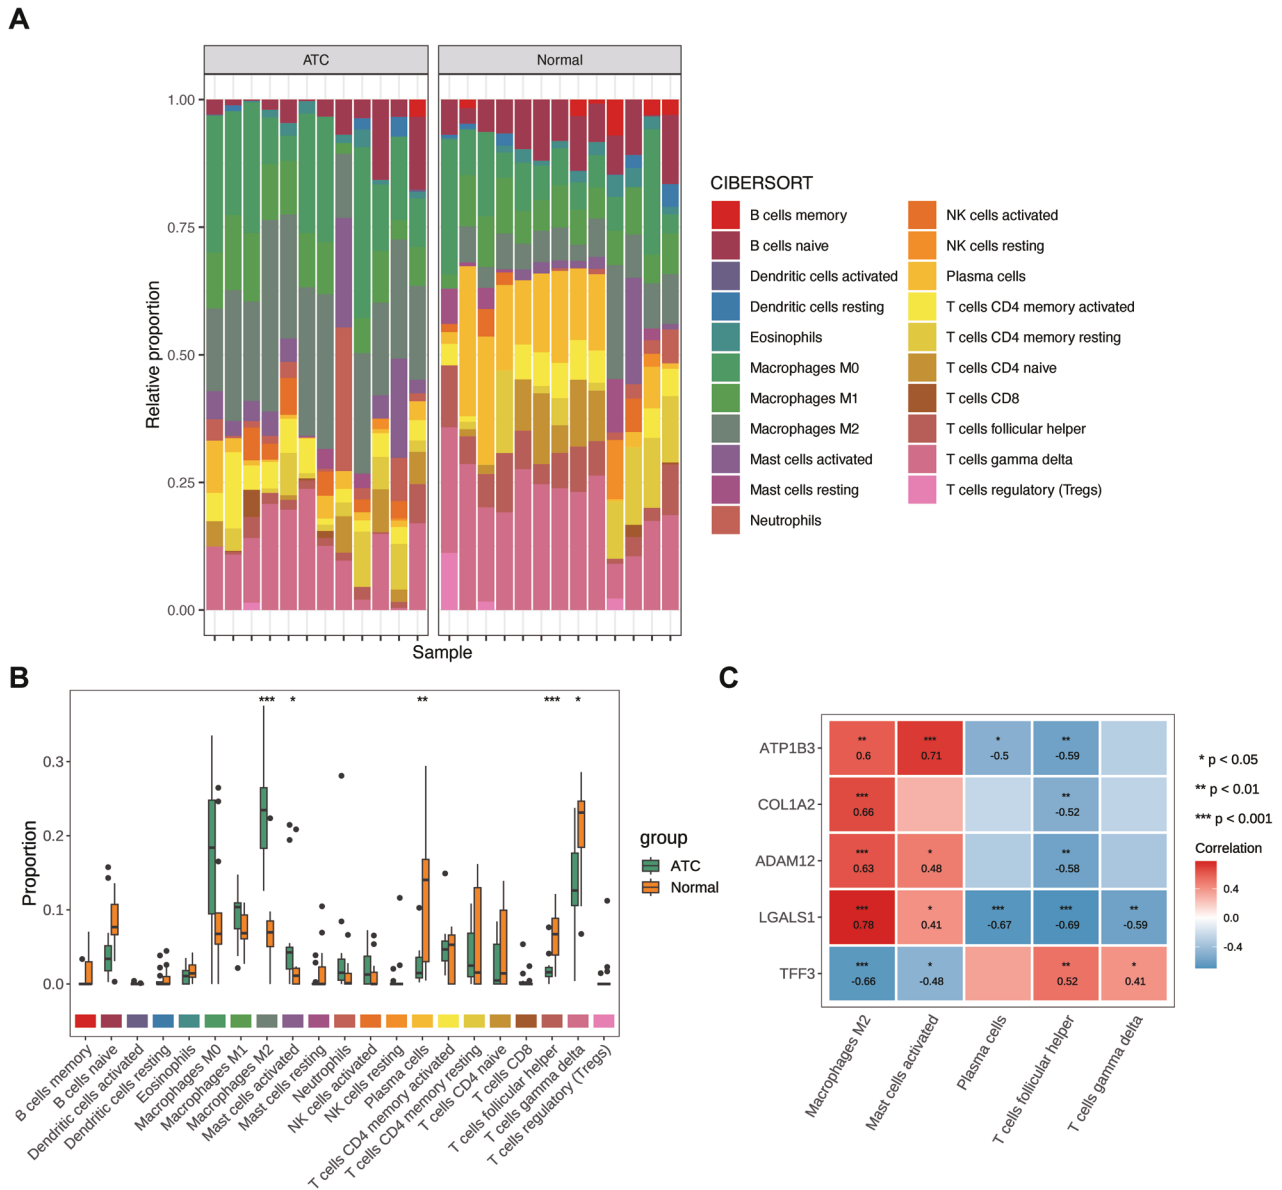 A
ATC
Normal
1.00
0.75
0.50
0.25
0.00
Relative proportion
Sample
CIBERSORT
B cells memory
B cells naive
Dendritic cells activated
Dendritic cells resting
Eosinophils
Macrophages M0
Macrophages M1
Macrophages M2
Mast cells activated
Mast cells resting
Neutrophils
NK cells activated
NK cells resting
Plasma cells
T cells CD4 memory activated
T cells CD4 memory resting
T cells CD4 naive
T cells CD8
T cells follicular helper
T cells gamma delta
T cells regulatory (Tregs)
B
*** * ** *** *
0.3
0.2
0.1
0.0
Proportion
B cells memory
B cells naive
Dendritic cells activated
Dendritic cells resting
Eosinophils
Macrophages M0
Macrophages M1
Macrophages M2
Mast cells activated
Mast cells resting
Neutrophils
NK cells activated
NK cells resting
Plasma cells
T cells CD4 memory activated
T cells CD4 memory resting
T cells CD4 naive
T cells CD8
T cells follicular helper
T cells gamma delta
T cells regulatory (Tregs)
group
ATC
Normal
C
ATP1B3
** *** * **
0.6 0.71 -0.5 -0.59
COL1A2
*** **
0.66 -0.52
ADAM12
*** * **
0.63 0.48 -0.58
LGALS1
*** * *** *** **
0.78 0.41 -0.67 -0.69 -0.59
TFF3
*** * ** *
-0.66 -0.48 0.52 0.41
Macrophages M2
Mast cells activated
Plasma cells
T cells follicular helper
T cells gamma delta
* p < 0.05
** p < 0.01
*** p < 0.001
Correlation
0.4
0.0
-0.4